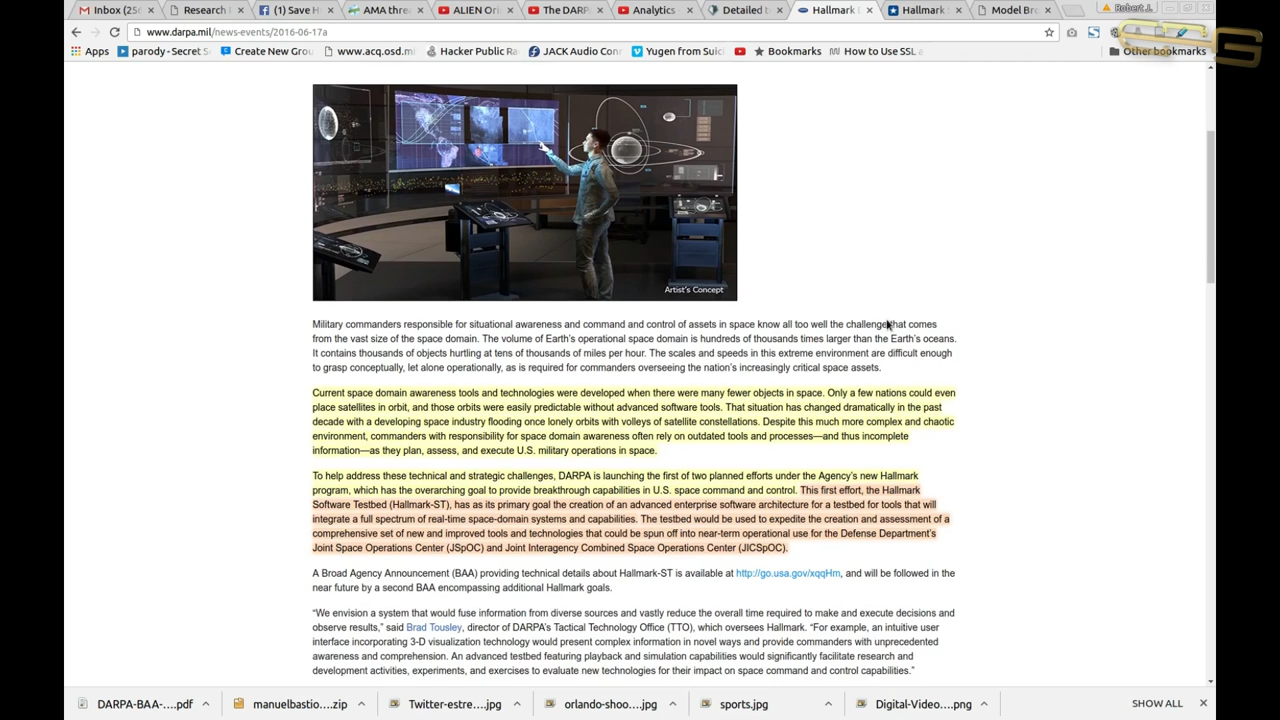 Inbox (256
Research
(1) Save
AMA thre
ALIEN Ori
The DARP
Analytics
Detailed t
Hallmark
Hallmark
Model Bro
Robert J.
www.darpa.mil/news-events/2016-06-17a
Apps
parody - Secret S
Create New Grou
www.acq.osd.mi
Hacker Public Ra
JACK Audio Conn
Yugen from Suic
Bookmarks
How to Use SSL a
Other bookmarks
Artist's Concept
Military commanders responsible for situational awareness and command and control of assets in space know all too well the challenge that comes
from the vast size of the space domain. The volume of Earth's operational space domain is hundreds of thousands times larger than the Earth's oceans.
It contains thousands of objects hurtling at tens of thousands of miles per hour. The scales and speeds in this extreme environment are difficult enough
to grasp conceptually, let alone operationally, as is required for commanders overseeing the nation's increasingly critical space assets.
Current space domain awareness tools and technologies were developed when there were many fewer objects in space. Only a few nations could even
place satellites in orbit, and those orbits were easily predictable without advanced software tools. That situation has changed dramatically in the past
decade with a developing space industry flooding once lonely orbits with volleys of satellite constellations. Despite this much more complex and chaotic
environment, commanders with responsibility for space domain awareness often rely on outdated tools and processes—and thus incomplete
information—as they plan, assess, and execute U.S. military operations in space.
To help address these technical and strategic challenges, DARPA is launching the first of two planned efforts under the Agency's new Hallmark
program, which has the overarching goal to provide breakthrough capabilities in U.S. space command and control. This first effort, the Hallmark
Software Testbed (Hallmark-ST), has as its primary goal the creation of an advanced enterprise software architecture for a testbed for tools that will
integrate a full spectrum of real-time space-domain systems and capabilities. The testbed would be used to expedite the creation and assessment of a
comprehensive set of new and improved tools and technologies that could be spun off into near-term operational use for the Defense Department's
Joint Space Operations Center (JSpOC) and Joint Interagency Combined Space Operations Center (JICSpOC).
A Broad Agency Announcement (BAA) providing technical details about Hallmark-ST is available at http://go.usa.gov/xqqHm, and will be followed in the
near future by a second BAA encompassing additional Hallmark goals.
“We envision a system that would fuse information from diverse sources and vastly reduce the overall time required to make and execute decisions and
observe results,” said Brad Tousley, director of DARPA's Tactical Technology Office (TTO), which oversees Hallmark. “For example, an intuitive user
interface incorporating 3-D visualization technology would present complex information in novel ways and provide commanders with unprecedented
awareness and comprehension. An advanced testbed featuring playback and simulation capabilities would significantly facilitate research and
development activities, experiments, and exercises to evaluate new technologies for their impact on space command and control capabilities.”
DARPA-BAA-....pdf
manuelbastio....zip
Twitter-estre....jpg
orlando-shoo....jpg
sports.jpg
Digital-Video....png
SHOW ALL